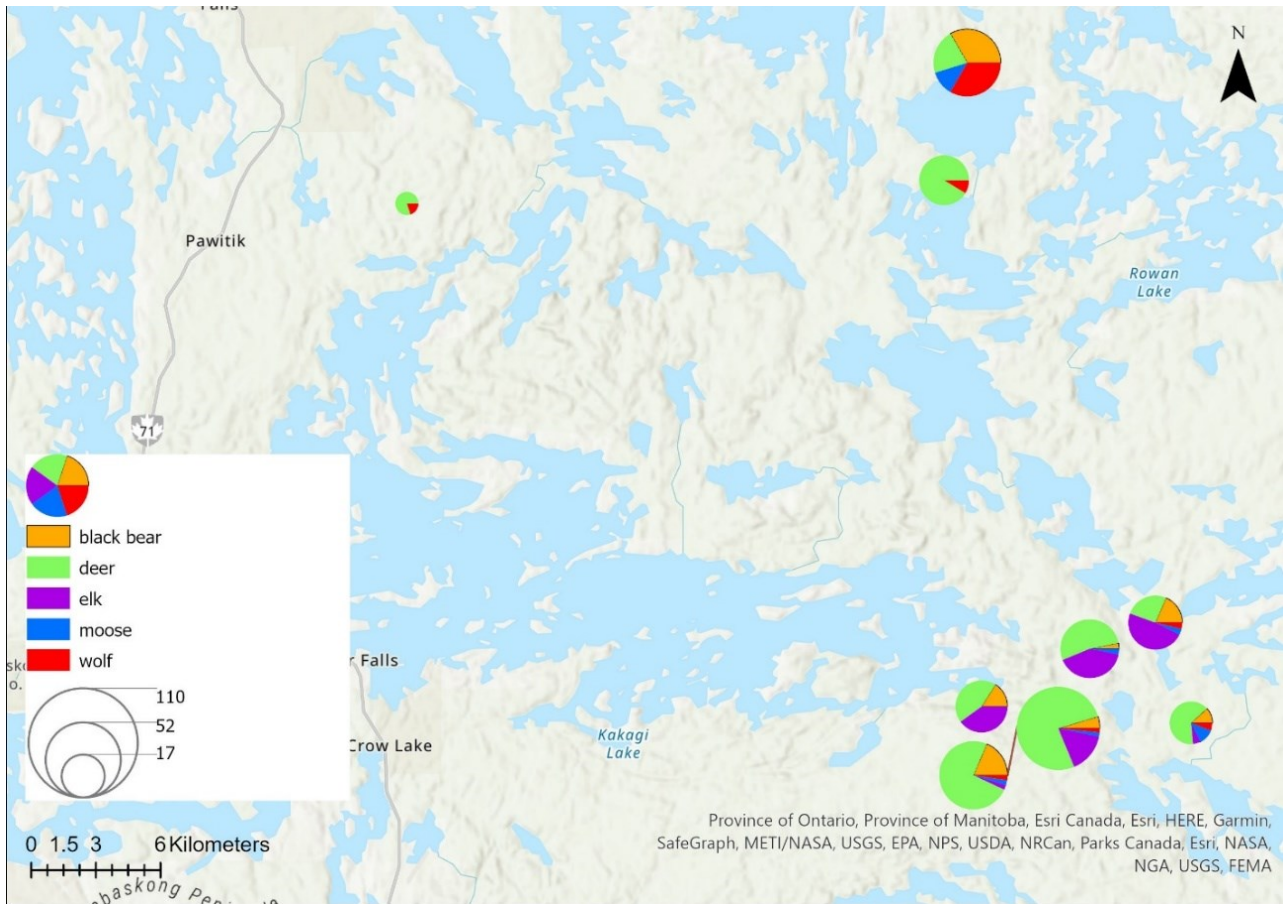 Falls
N
Pawitik
Rowan
Lake
71
black bear
deer
elk
moose
wolf
r Falls
110
52
17
Crow Lake
Kakagi
Lake
Province of Ontario, Province of Manitoba, Esri Canada, Esri, HERE, Garmin,
SafeGraph, METI/NASA, USGS, EPA, NPS, USDA, NRCan, Parks Canada, Esri, NASA,
NGA, USGS, FEMA
0 1.5 3 6 Kilometers